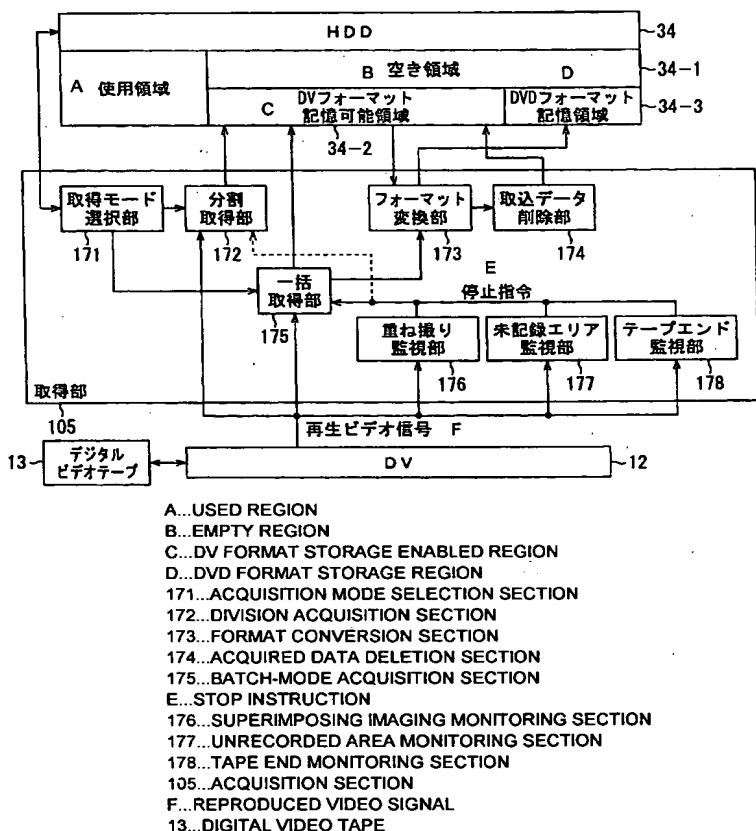 HDD
34
A 使用領域
B 空き領域 D
34-1
C DVフォーマット
記憶可能領域
DVDフォーマット
記憶領域
34-3
34-2
取得モード
選択部
171
分割
取得部
172
フォーマット
変換部
173
取込データ
削除部
174
E
停止指令
一括
取得部
175
重ね撮り
監視部
176
未記録エリア
監視部
177
テープエンド
監視部
178
取得部
105
再生ビデオ信号 F
13
デジタル
ビデオテープ
DV
12
A...USED REGION
B...EMPTY REGION
C...DV FORMAT STORAGE ENABLED REGION
D...DVD FORMAT STORAGE REGION
171...ACQUISITION MODE SELECTION SECTION
172...DIVISION ACQUISITION SECTION
173...FORMAT CONVERSION SECTION
174...ACQUIRED DATA DELETION SECTION
175...BATCH-MODE ACQUISITION SECTION
E...STOP INSTRUCTION
176...SUPERIMPOSING IMAGING MONITORING SECTION
177...UNRECORDED AREA MONITORING SECTION
178...TAPE END MONITORING SECTION
105...ACQUISITION SECTION
F...REPRODUCED VIDEO SIGNAL
13...DIGITAL VIDEO TAPE